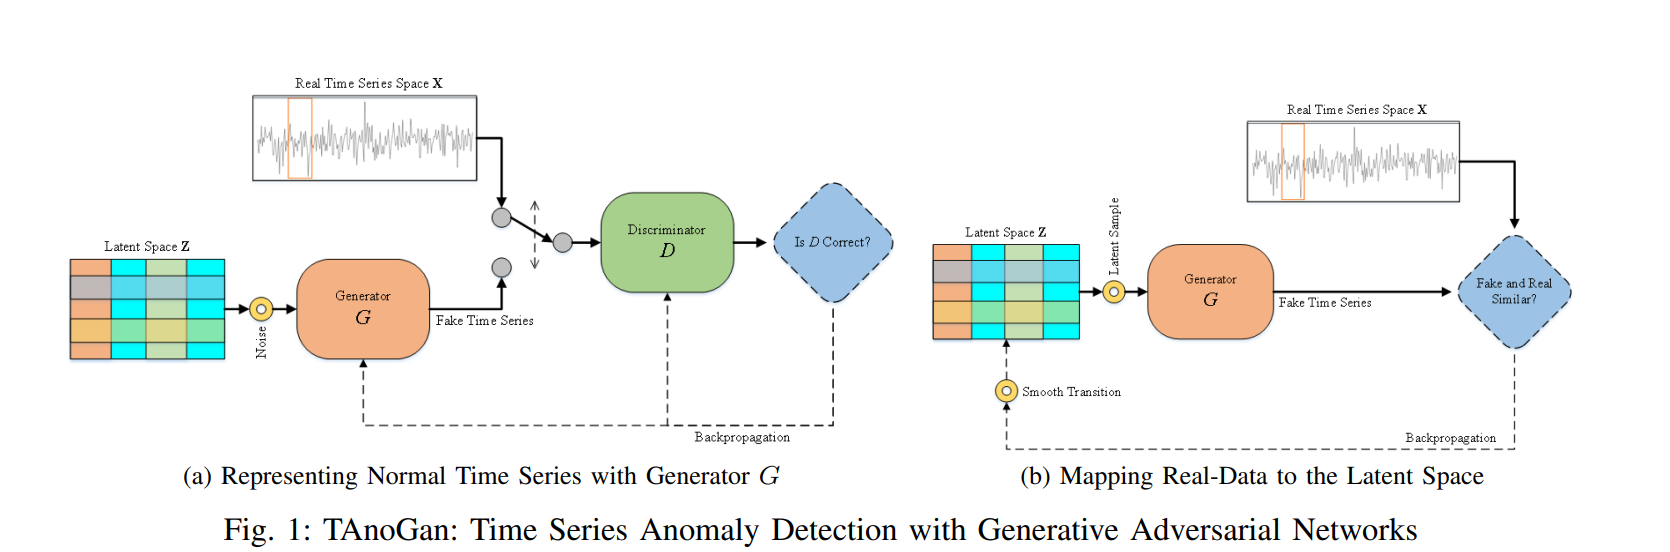 Real Time Series Space X
Latent Space Z
Noise
Generator
G
Fake Time Series
Discriminator
D
Is D Correct?
Backpropagation
(a) Representing Normal Time Series with Generator G
Real Time Series Space X
Latent Space Z
Latent Sample
Generator
G
Fake Time Series
Fake and Real
Similar?
Smooth Transition
Backpropagation
(b) Mapping Real-Data to the Latent Space
Fig. 1: TAnoGan: Time Series Anomaly Detection with Generative Adversarial Networks